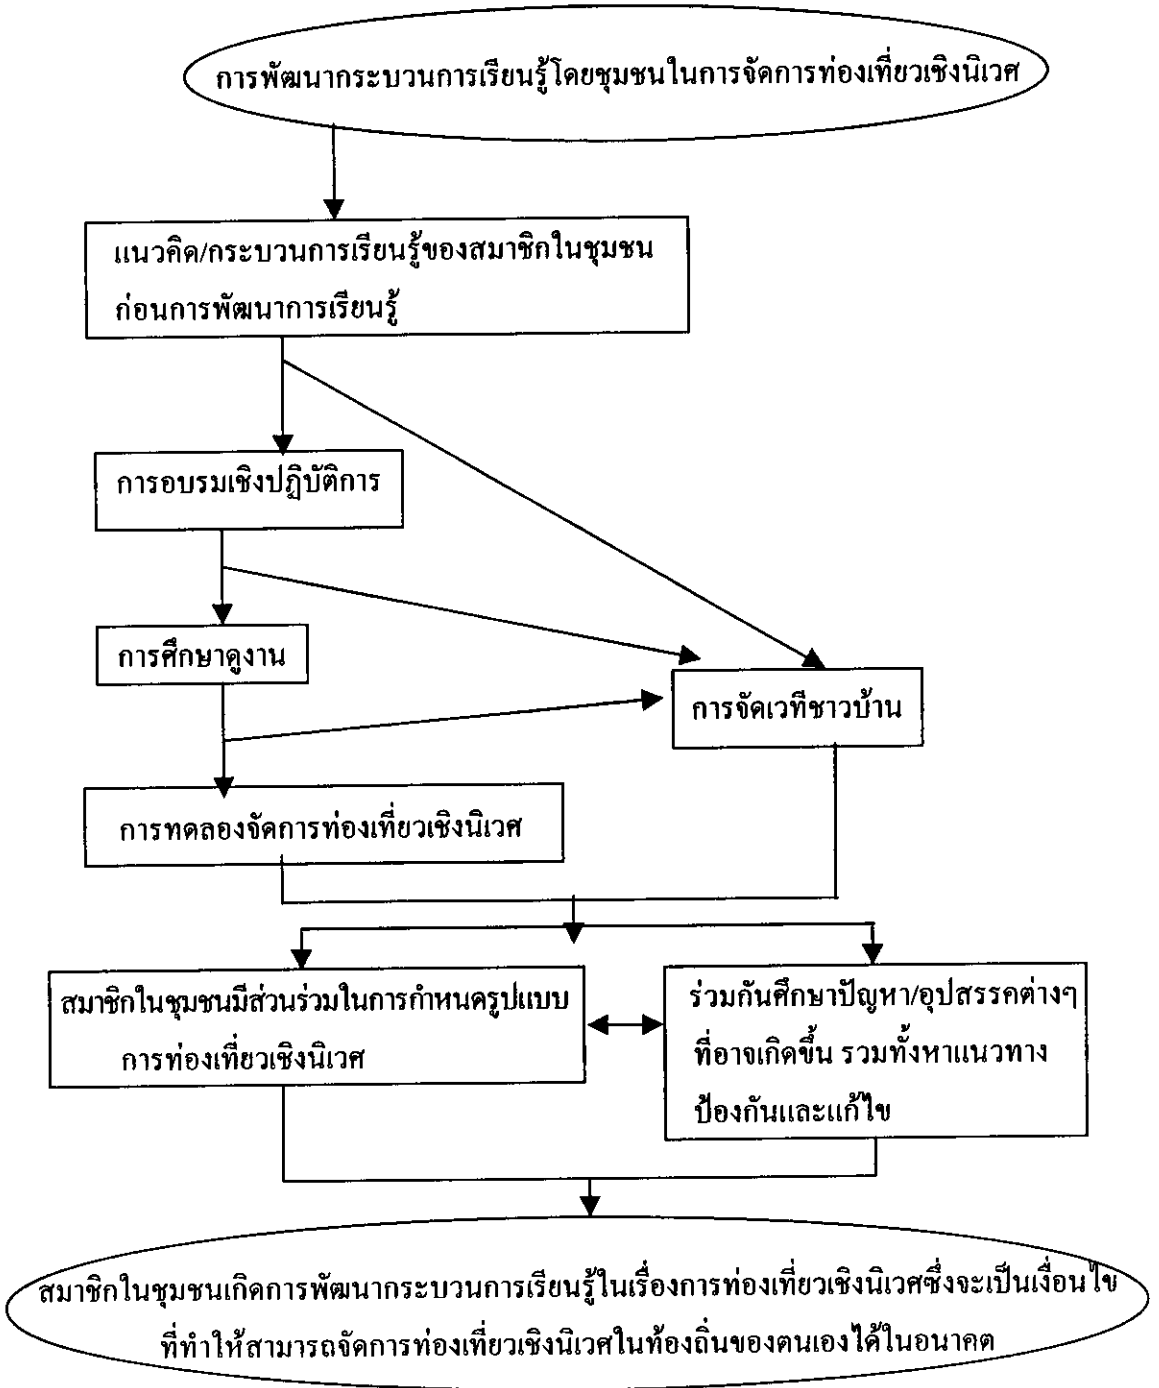 การพัฒนากระบวนการเรียนรู้โดยชุมชนในการจัดการท่องเที่ยวเชิงนิเวศ
แนวคิด/กระบวนการเรียนรู้ของสมาชิกในชุมชน
ก่อนการพัฒนาการเรียนรู้
การอบรมเชิงปฏิบัติการ
การศึกษาดูงาน
การจัดเวทีชาวบ้าน
การทดลองจัดการท่องเที่ยวเชิงนิเวศ
สมาชิกในชุมชนมีส่วนร่วมในการกำหนดรูปแบบ
การท่องเที่ยวเชิงนิเวศ
ร่วมกันศึกษาปัญหา/อุปสรรคต่างๆ
ที่อาจเกิดขึ้น รวมทั้งหาแนวทาง
ป้องกันและแก้ไข
สมาชิกในชุมชนเกิดการพัฒนากระบวนการเรียนรู้ในเรื่องการท่องเที่ยวเชิงนิเวศซึ่งจะเป็นเงื่อนไข
ที่ทำให้สามารถจัดการท่องเที่ยวเชิงนิเวศในท้องถิ่นของตนเองได้ในอนาคต